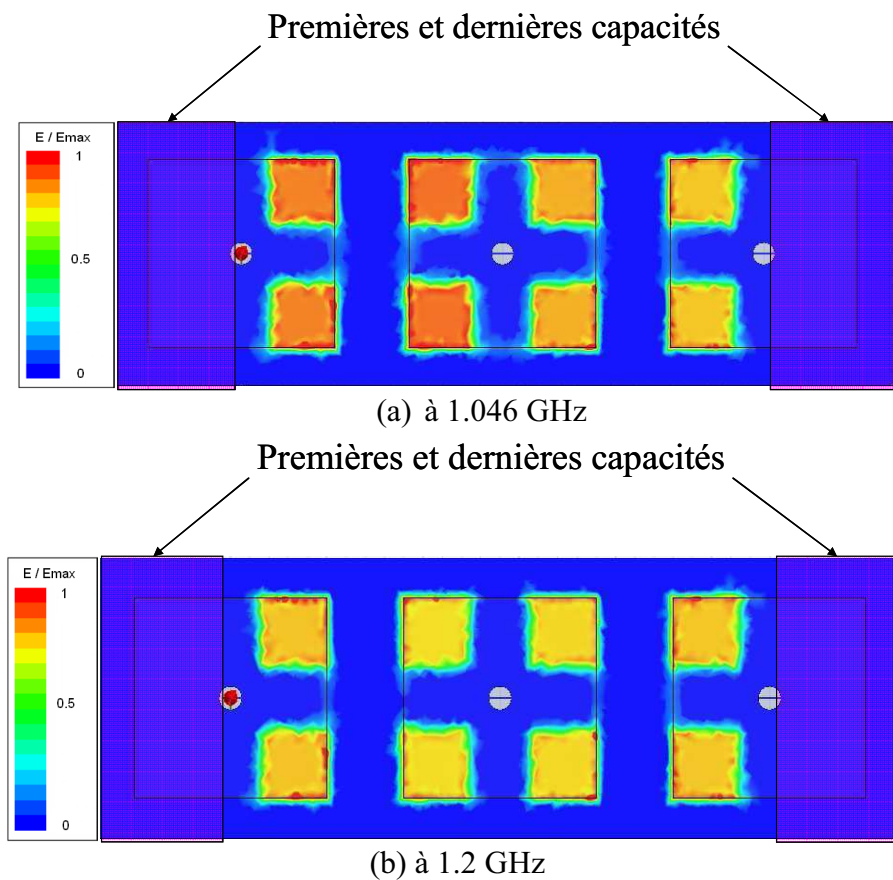 Premières et dernières capacités
E / Emax
1
0.5
0
(a) à 1.046 GHz
Premières et dernières capacités
E / Emax
1
0.5
0
(b) à 1.2 GHz